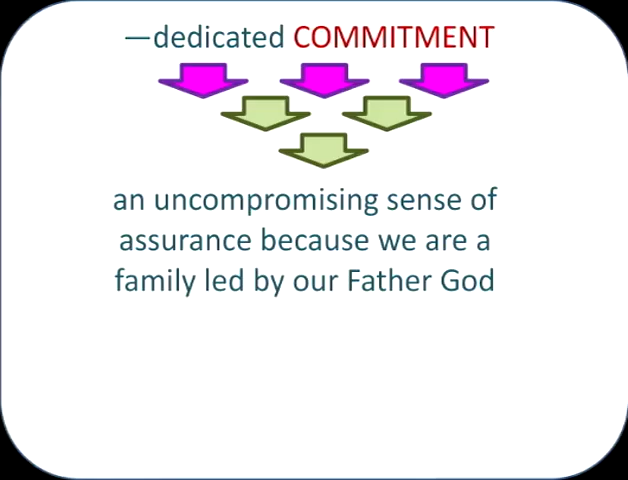 —dedicated COMMITMENT
an uncompromising sense of
assurance because we are a
family led by our Father God